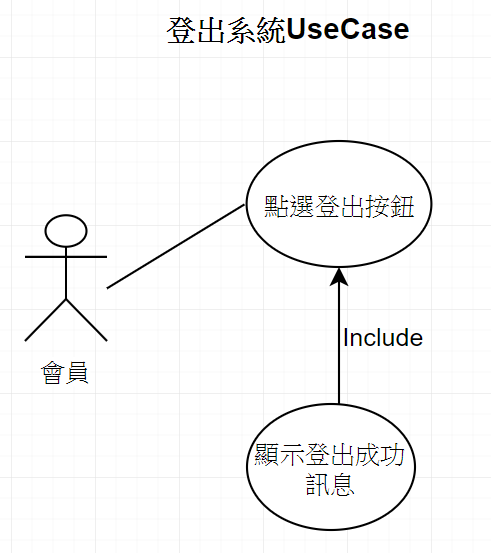 登出系統UseCase
點選登出按鈕
Include
會員
顯示登出成功
訊息